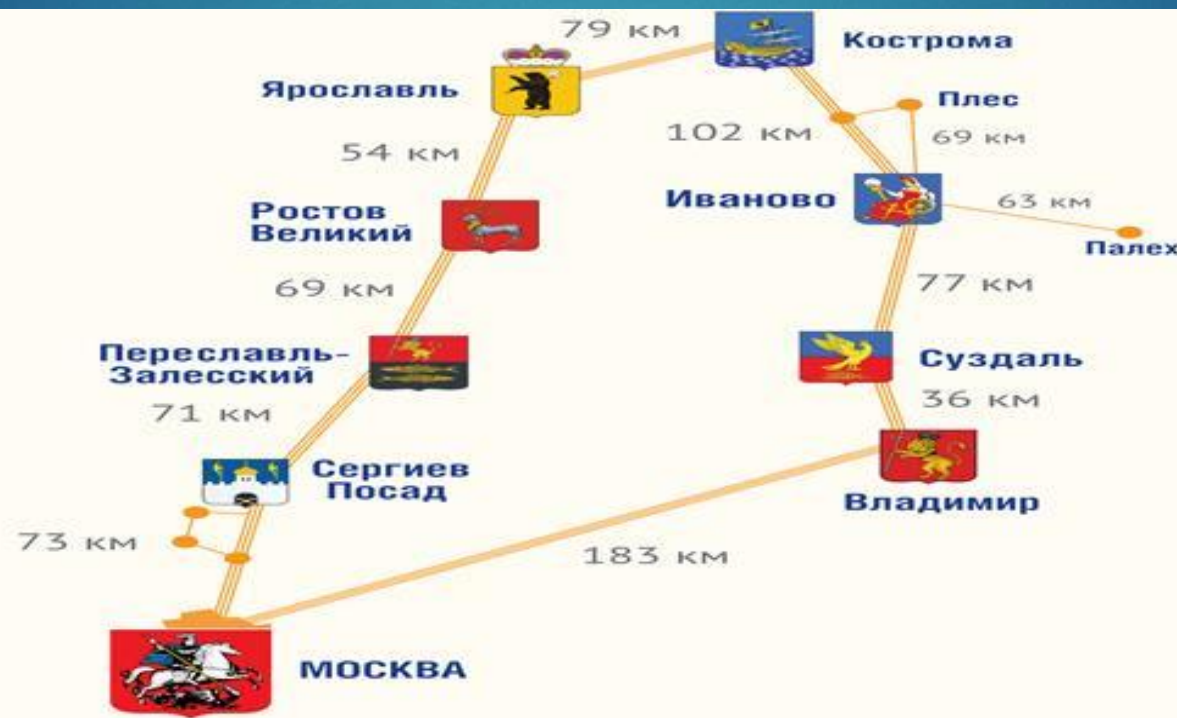 79 км
Кострома
Ярославль
Плес
102 км
69 км
54 км
Иваново
63 км
Ростов
Великий
Палех
69 км
77 км
Переславль-
Залесский
Суздаль
71 км
36 км
Сергиев
Посад
Владимир
73 км
183 км
МОСКВА